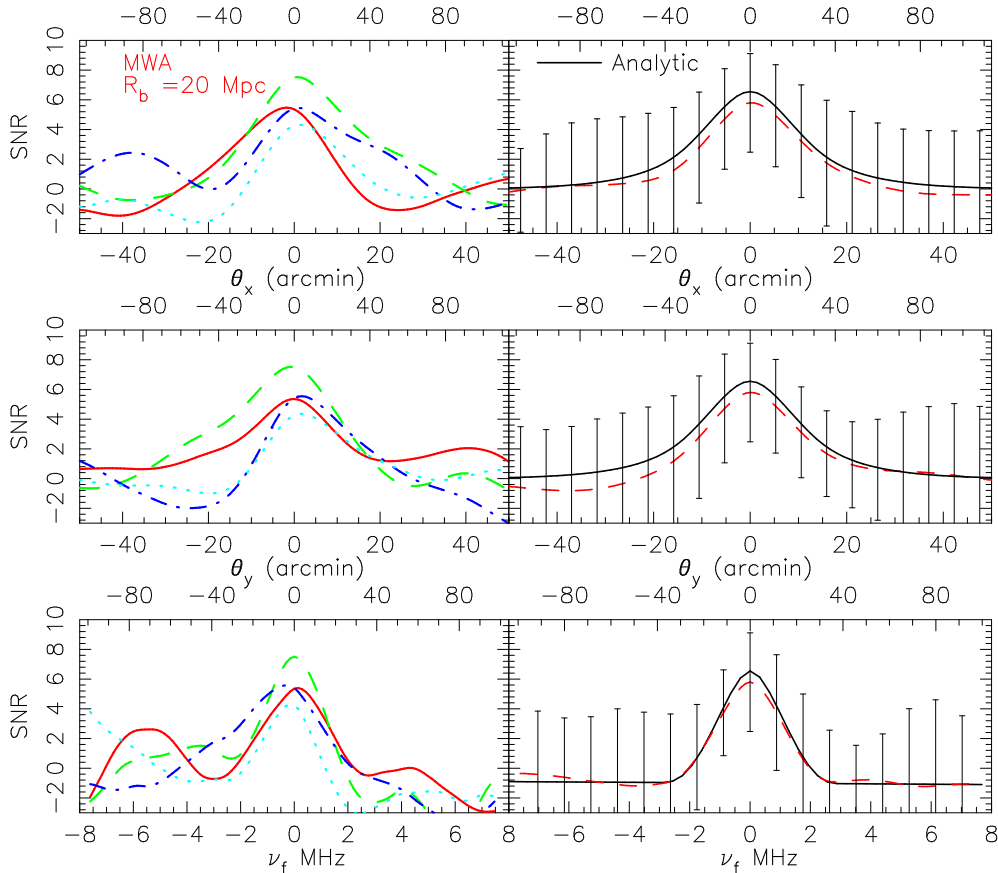 −80 −40 0 40 80 −80 −40 0 40 80
SNR
−2 0 2 4 6 8 10
MWA
R_b =20 Mpc
Analytic
−40 −20 0 20 40 −40 −20 0 20 40
θ_x (arcmin) θ_x (arcmin)
−80 −40 0 40 80 −80 −40 0 40 80
SNR
−2 0 2 4 6 8 10
−40 −20 0 20 40 −40 −20 0 20 40
θ_y (arcmin) θ_y (arcmin)
−80 −40 0 40 80 −80 −40 0 40 80
SNR
−2 0 2 4 6 8 10
−8 −6 −4 −2 0 2 4 6 8 −6 −4 −2 0 2 4 6 8
ν_f MHz ν_f MHz